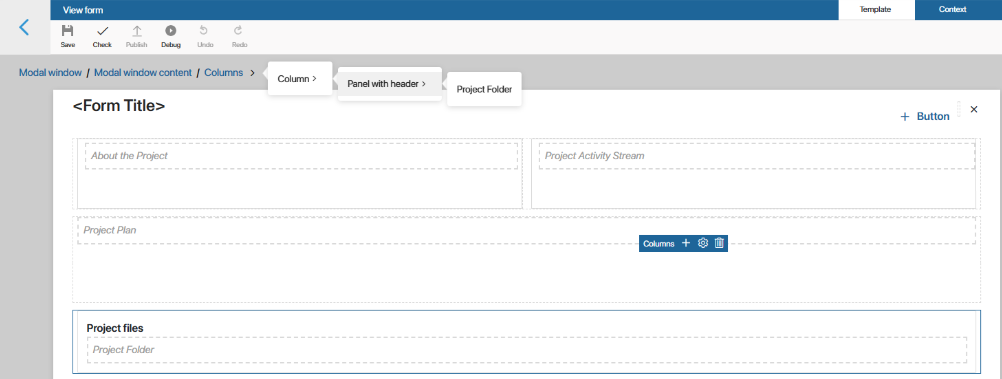 View form
Template
Context
Save
Check
Publish
Debug
Undo
Redo
Modal window / Modal window content / Columns >
Column >
Panel with header >
Project Folder
<Form Title>
+ Button
About the Project
Project Activity Stream
Project Plan
Columns
Project files
Project Folder